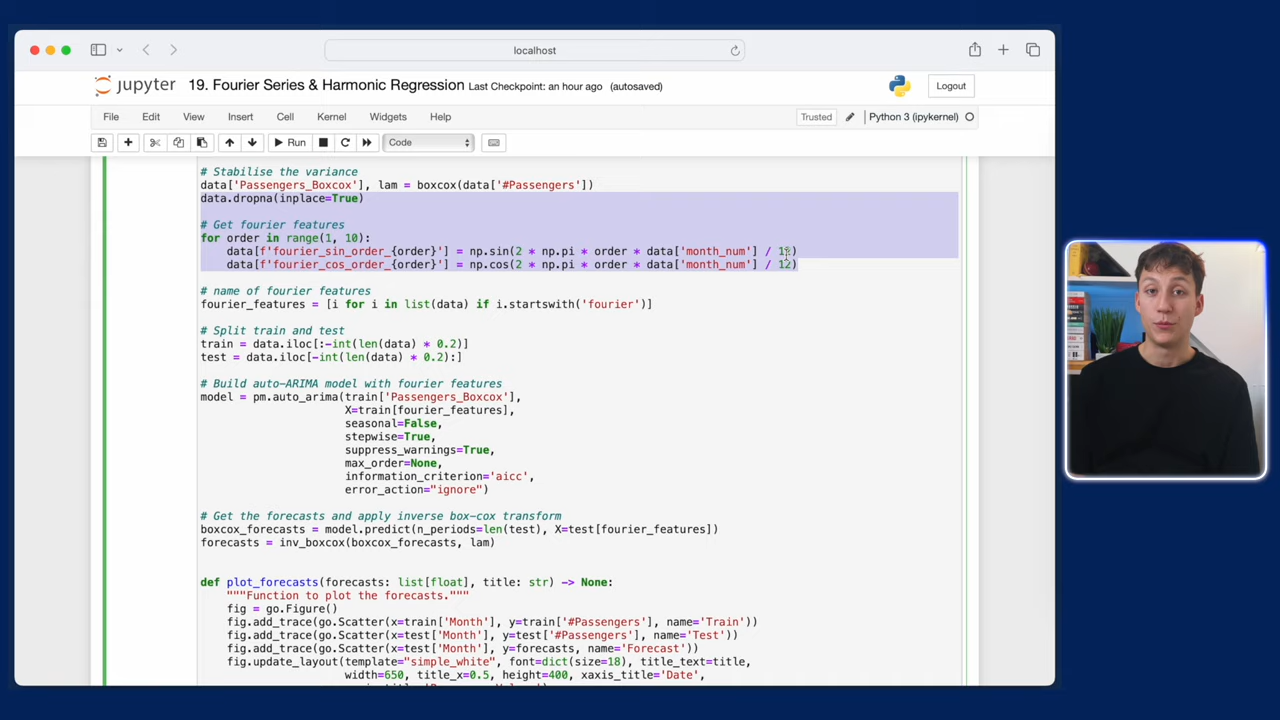 localhost
jupyter 19. Fourier Series & Harmonic Regression Last Checkpoint: an hour ago (autosaved)
Logout
File Edit View Insert Cell Kernel Widgets Help
Trusted
Python 3 (ipykernel)
Run
Code
# Stabilise the variance
data['Passengers_Boxcox'], lam = boxcox(data['#Passengers'])
data.dropna(inplace=True)
# Get fourier features
for order in range(1, 10):
data[f'fourier_sin_order_{order}'] = np.sin(2 * np.pi * order * data['month_num'] / 12)
data[f'fourier_cos_order_{order}'] = np.cos(2 * np.pi * order * data['month_num'] / 12)
# name of fourier features
fourier_features = [i for i in list(data) if i.startswith('fourier')]
# Split train and test
train = data.iloc[:-int(len(data) * 0.2)]
test = data.iloc[-int(len(data) * 0.2):]
# Build auto-ARIMA model with fourier features
model = pm.auto_arima(train['Passengers_Boxcox'],
X=train[fourier_features],
seasonal=False,
stepwise=True,
suppress_warnings=True,
max_order=None,
information_criterion='aicc',
error_action="ignore")
# Get the forecasts and apply inverse box-cox transform
boxcox_forecasts = model.predict(n_periods=len(test), X=test[fourier_features])
forecasts = inv_boxcox(boxcox_forecasts, lam)
def plot_forecasts(forecasts: list[float], title: str) -> None:
"""Function to plot the forecasts."""
fig = go.Figure()
fig.add_trace(go.Scatter(x=train['Month'], y=train['#Passengers'], name='Train'))
fig.add_trace(go.Scatter(x=test['Month'], y=test['#Passengers'], name='Test'))
fig.add_trace(go.Scatter(x=test['Month'], y=forecasts, name='Forecast'))
fig.update_layout(template="simple_white", font=dict(size=18), title_text=title,
width=650, title_x=0.5, height=400, xaxis_title='Date',